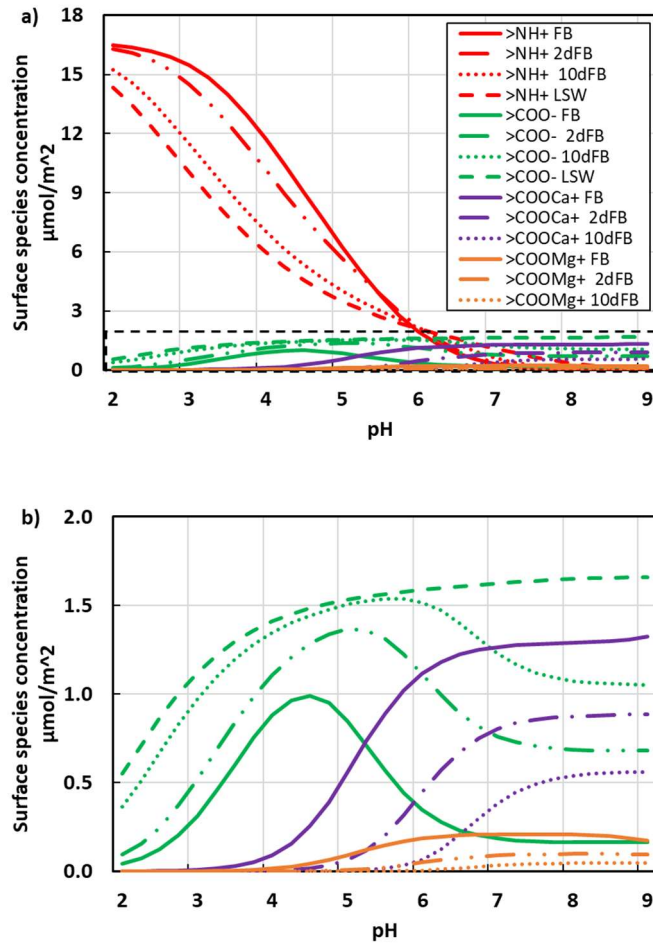 a)
Surface species concentration
μmol/m^2
18
15
12
9
6
3
0
2 3 4 5 6 7 8 9
pH
>NH+ FB
>NH+ 2dFB
>NH+ 10dFB
>NH+ LSW
>COO- FB
>COO- 2dFB
>COO- 10dFB
>COO- LSW
>COOCa+ FB
>COOCa+ 2dFB
>COOCa+ 10dFB
>COOMg+ FB
>COOMg+ 2dFB
>COOMg+ 10dFB
b)
Surface species concentration
μmol/m^2
2.0
1.5
1.0
0.5
0.0
2 3 4 5 6 7 8 9
pH